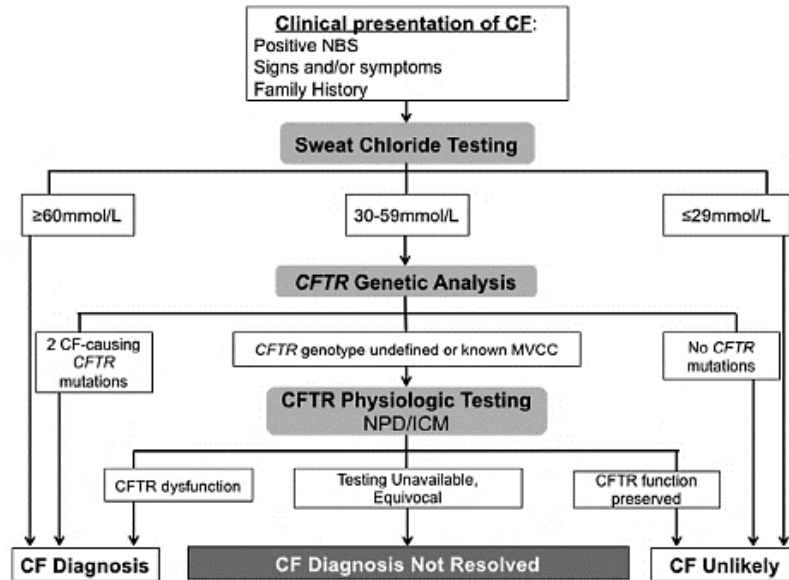 Clinical presentation of CF:
Positive NBS
Signs and/or symptoms
Family History
Sweat Chloride Testing
≥60mmol/L
30-59mmol/L
≤29mmol/L
CFTR Genetic Analysis
2 CF-causing
CFTR
mutations
CFTR genotype undefined or known MVCC
No CFTR
mutations
CFTR Physiologic Testing
NPD/ICM
CFTR dysfunction
Testing Unavailable,
Equivocal
CFTR function
preserved
CF Diagnosis
CF Diagnosis Not Resolved
CF Unlikely